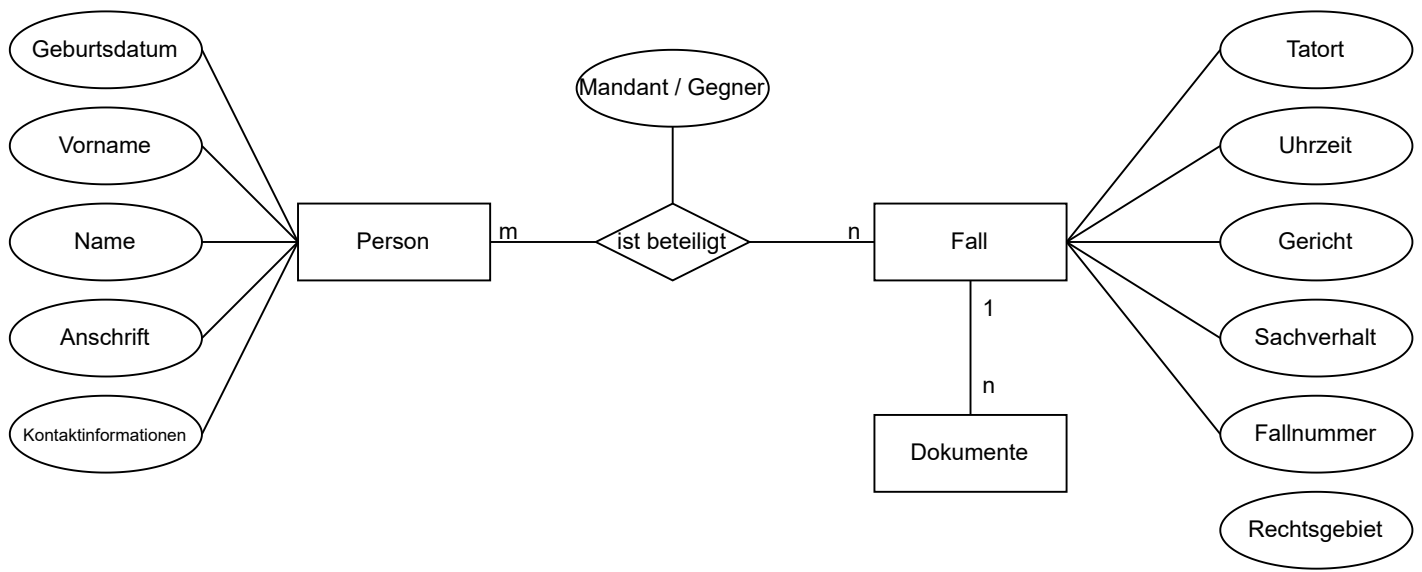 Geburtsdatum
Vorname
Name
Anschrift
Kontaktinformationen
Person
m
Mandant / Gegner
ist beteiligt
n
Fall
1
n
Dokumente
Tatort
Uhrzeit
Gericht
Sachverhalt
Fallnummer
Rechtsgebiet